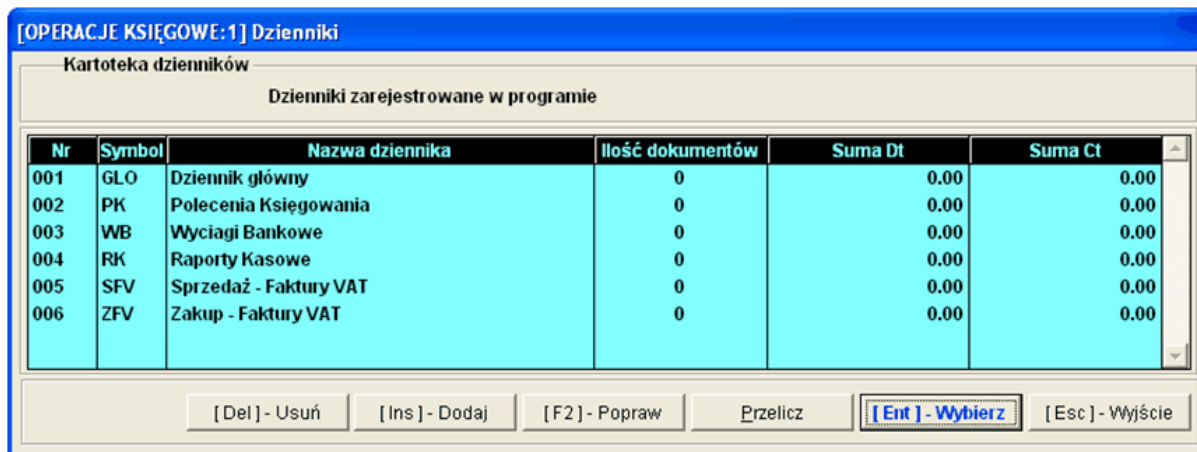 [OPERACJE KSIĘGOWE:1] Dzienniki
Kartoteka dzienników
Dzienniki zarejestrowane w programie
Nr Symbol Nazwa dziennika Ilość dokumentów Suma Dt Suma Ct
001 GLO Dziennik główny 0 0.00 0.00
002 PK Polecenia Księgowania 0 0.00 0.00
003 WB Wyciagi Bankowe 0 0.00 0.00
004 RK Raporty Kasowe 0 0.00 0.00
005 SFV Sprzedaż - Faktury VAT 0 0.00 0.00
006 ZFV Zakup - Faktury VAT 0 0.00 0.00
[Del] - Usuń [Ins] - Dodaj [F2] - Popraw Przelicz [Ent] - Wybierz [Esc] - Wyjście